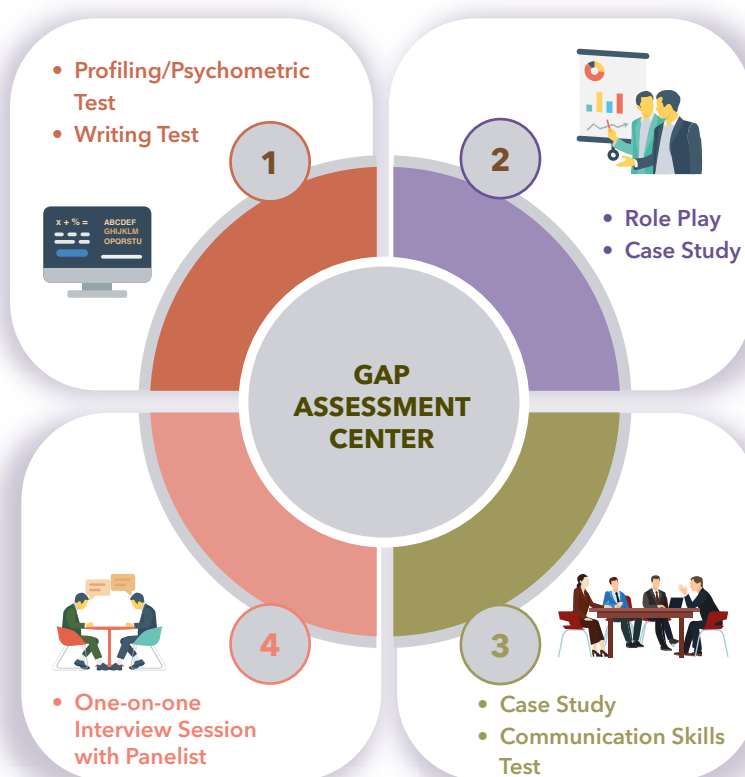 • Profiling/Psychometric
Test
• Writing Test
1
x + % =
ABCDEF
GHIJKLM
OPQRSTU
2
• Role Play
• Case Study
GAP
ASSESSMENT
CENTER
4
• One-on-one
Interview Session
with Panelist
3
• Case Study
• Communication Skills
Test